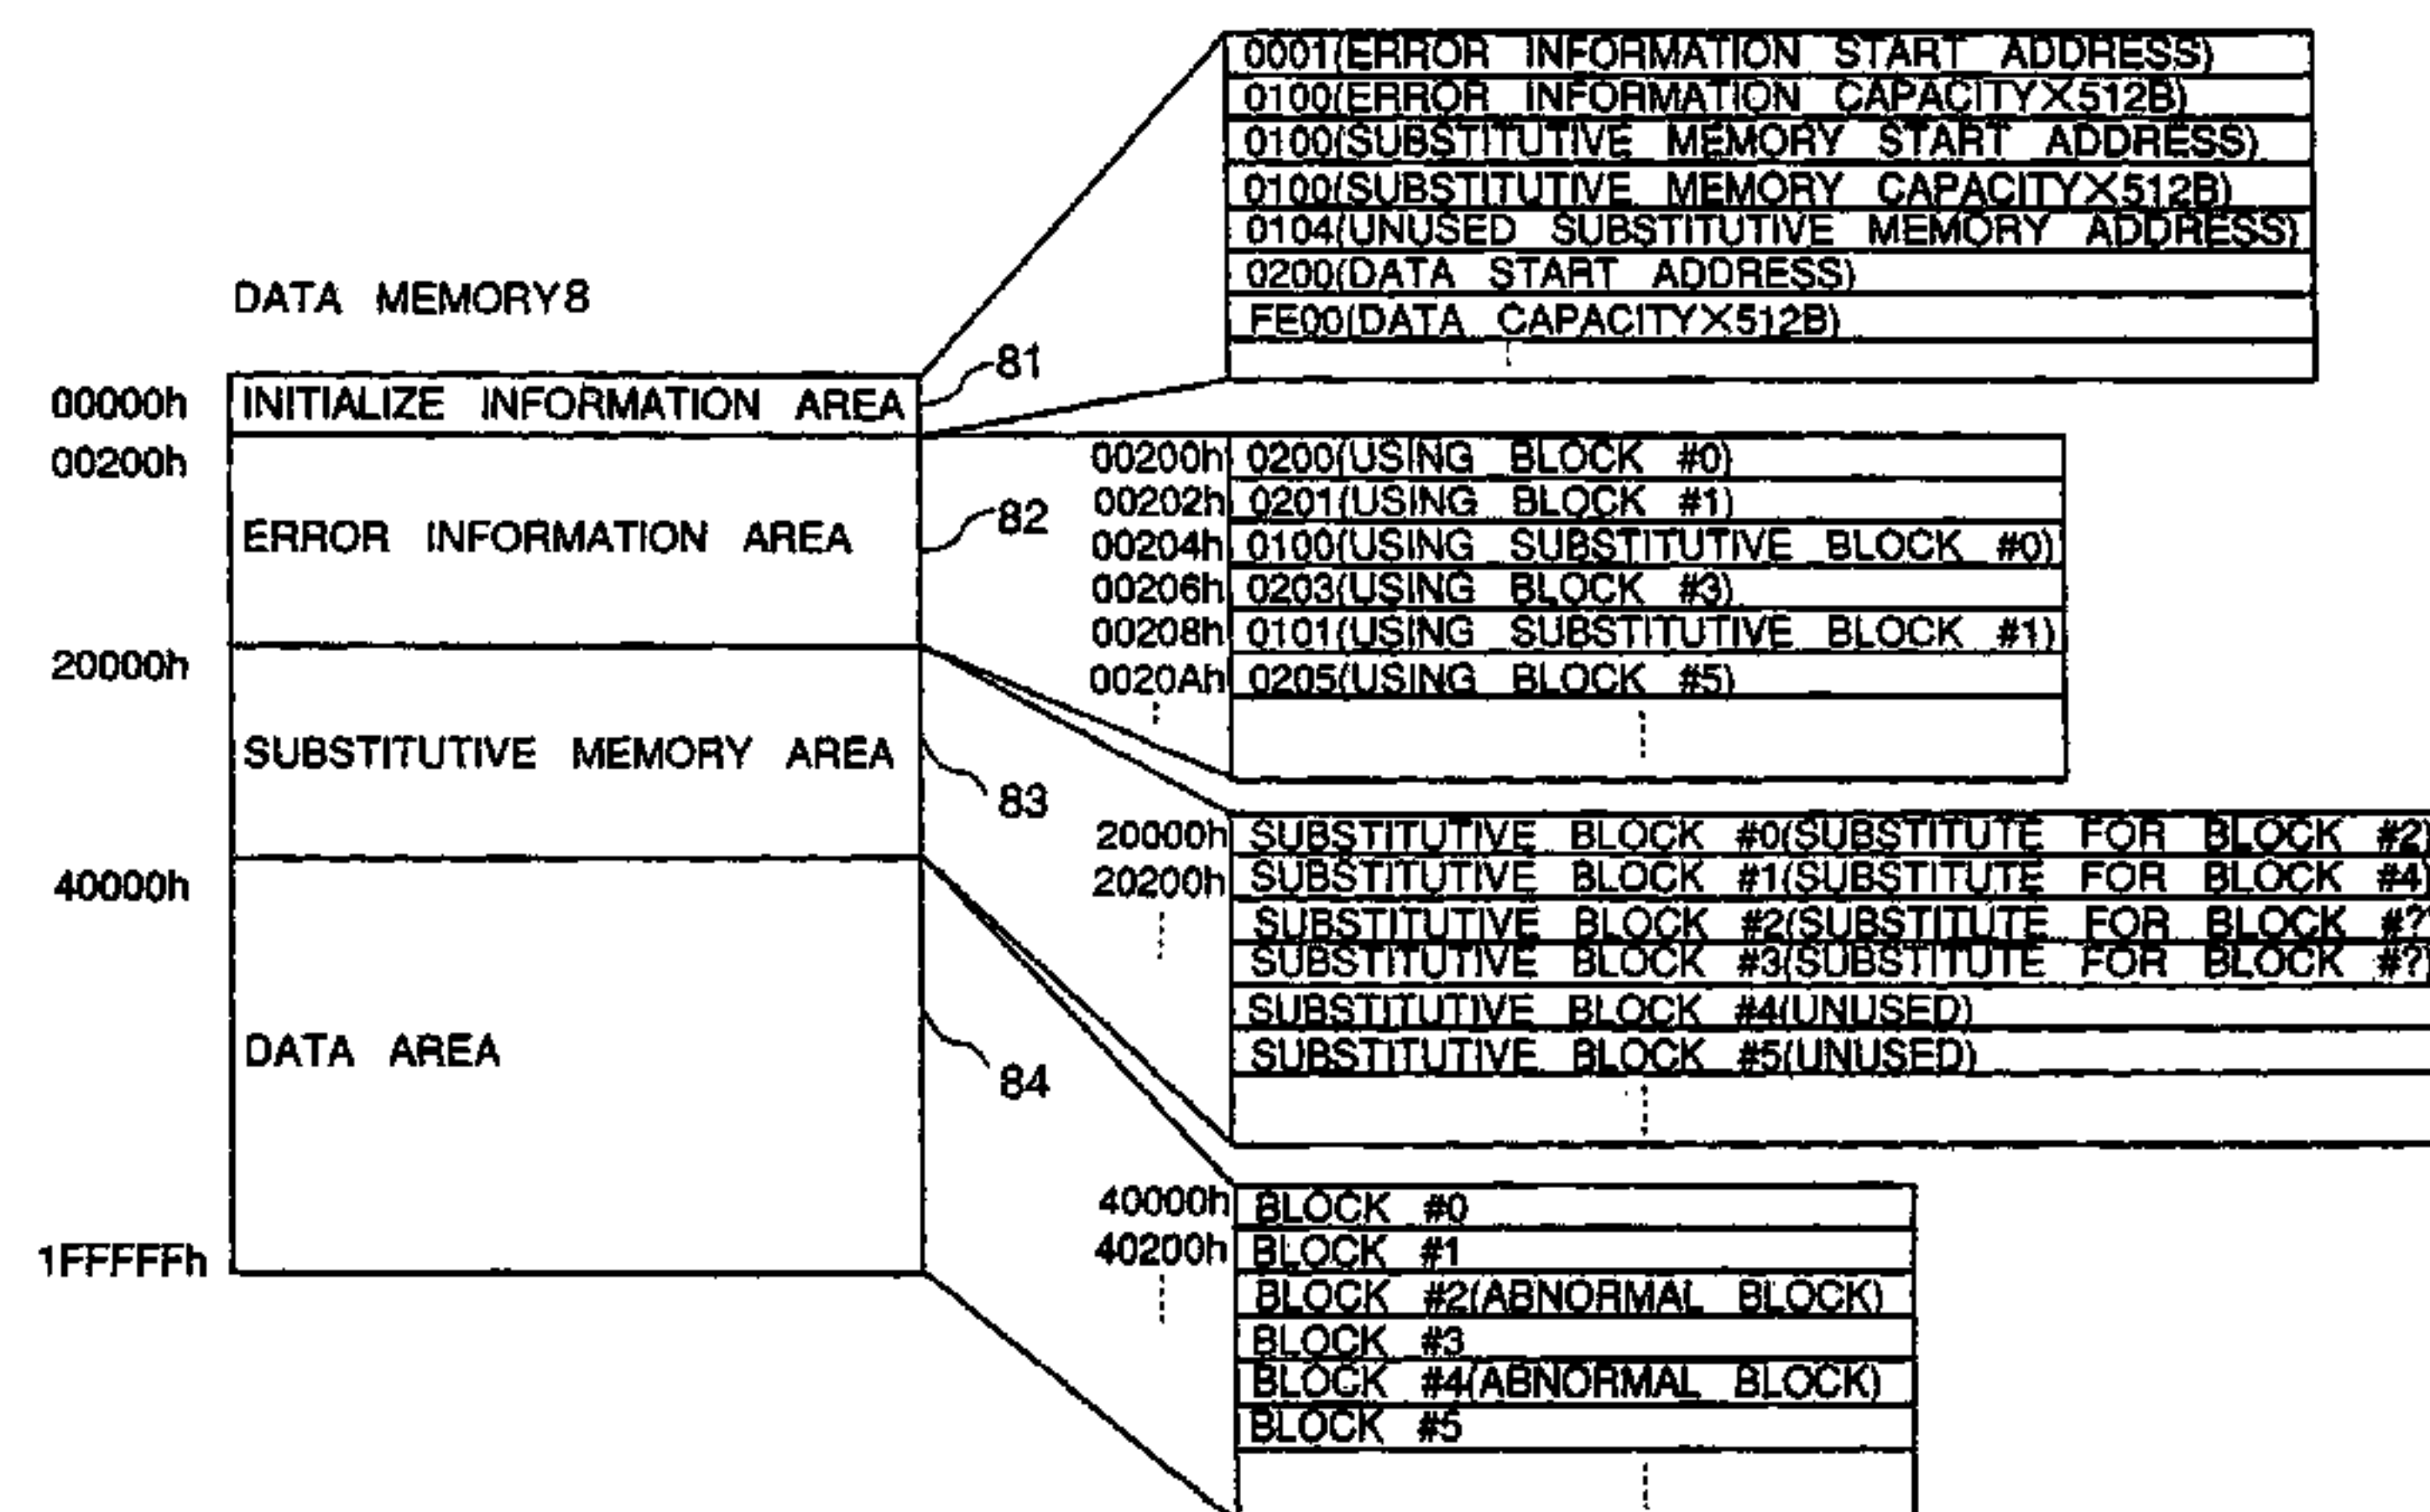 DATA MEMORY8
00000h INITIALIZE INFORMATION AREA 81
00200h
ERROR INFORMATION AREA 82
20000h
SUBSTITUTIVE MEMORY AREA 83
40000h
DATA AREA 84
1FFFFFh
0001(ERROR INFORMATION START ADDRESS)
0100(ERROR INFORMATION CAPACITY×512B)
0100(SUBSTITUTIVE MEMORY START ADDRESS)
0100(SUBSTITUTIVE MEMORY CAPACITY×512B)
0104(UNUSED SUBSTITUTIVE MEMORY ADDRESS)
0200(DATA START ADDRESS)
FE00(DATA CAPACITY×512B)
00200h 0200(USING BLOCK #0)
00202h 0201(USING BLOCK #1)
00204h 0100(USING SUBSTITUTIVE BLOCK #0)
00206h 0203(USING BLOCK #3)
00208h 0101(USING SUBSTITUTIVE BLOCK #1)
0020Ah 0205(USING BLOCK #5)
20000h SUBSTITUTIVE BLOCK #0(SUBSTITUTE FOR BLOCK #2)
20200h SUBSTITUTIVE BLOCK #1(SUBSTITUTE FOR BLOCK #4)
SUBSTITUTIVE BLOCK #2(SUBSTITUTE FOR BLOCK #?)
SUBSTITUTIVE BLOCK #3(SUBSTITUTE FOR BLOCK #?)
SUBSTITUTIVE BLOCK #4(UNUSED)
SUBSTITUTIVE BLOCK #5(UNUSED)
40000h BLOCK #0
40200h BLOCK #1
BLOCK #2(ABNORMAL BLOCK)
BLOCK #3
BLOCK #4(ABNORMAL BLOCK)
BLOCK #5